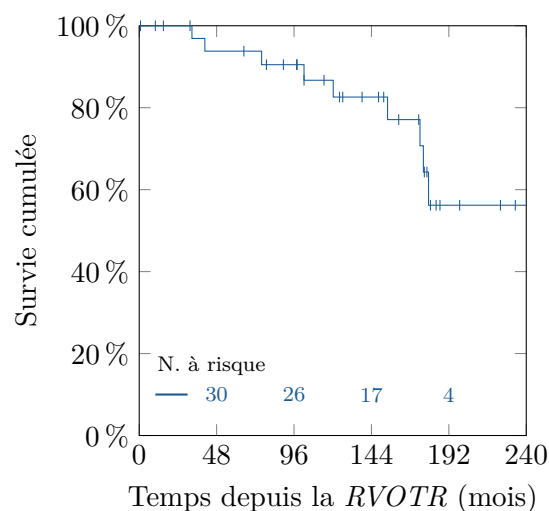 100 %
80 %
60 %
40 %
20 %
0 %
Survie cumulée
N. à risque
30 26 17 4
0 48 96 144 192 240
Temps depuis la RVOTR (mois)